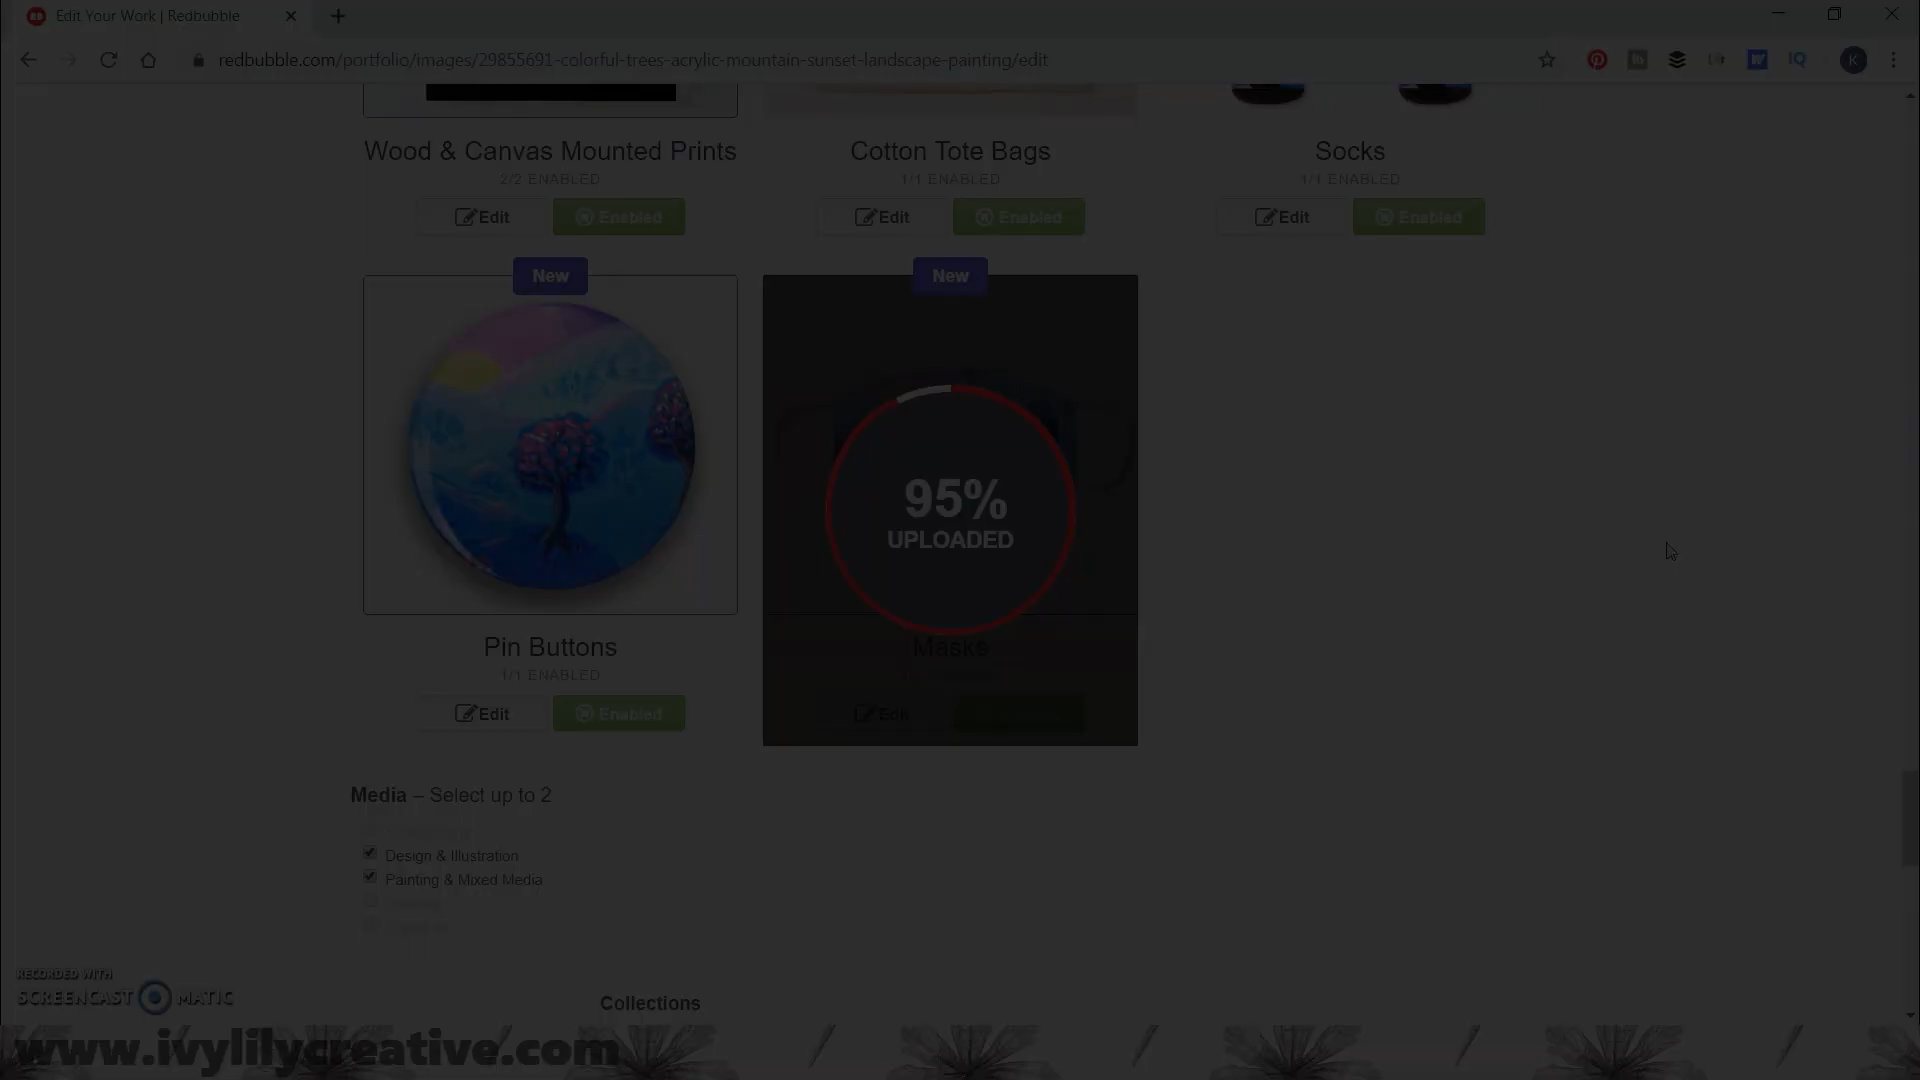 Edit Your Work | Redbubble
redbubble.com/portfolio/images/29855691-colorful-trees-acrylic-mountain-sunset-landscape-painting/edit
K
Wood & Canvas Mounted Prints
2/2 ENABLED
Edit
Enabled
Cotton Tote Bags
1/1 ENABLED
Edit
Enabled
Socks
1/1 ENABLED
Edit
Enabled
New
Pin Buttons
1/1 ENABLED
Edit
Enabled
New
95%
UPLOADED
Masks
Edit
Media – Select up to 2
Design & Illustration
Painting & Mixed Media
Collections
RECORDED WITH
SCREENCAST MATIC
www.ivylilycreative.com